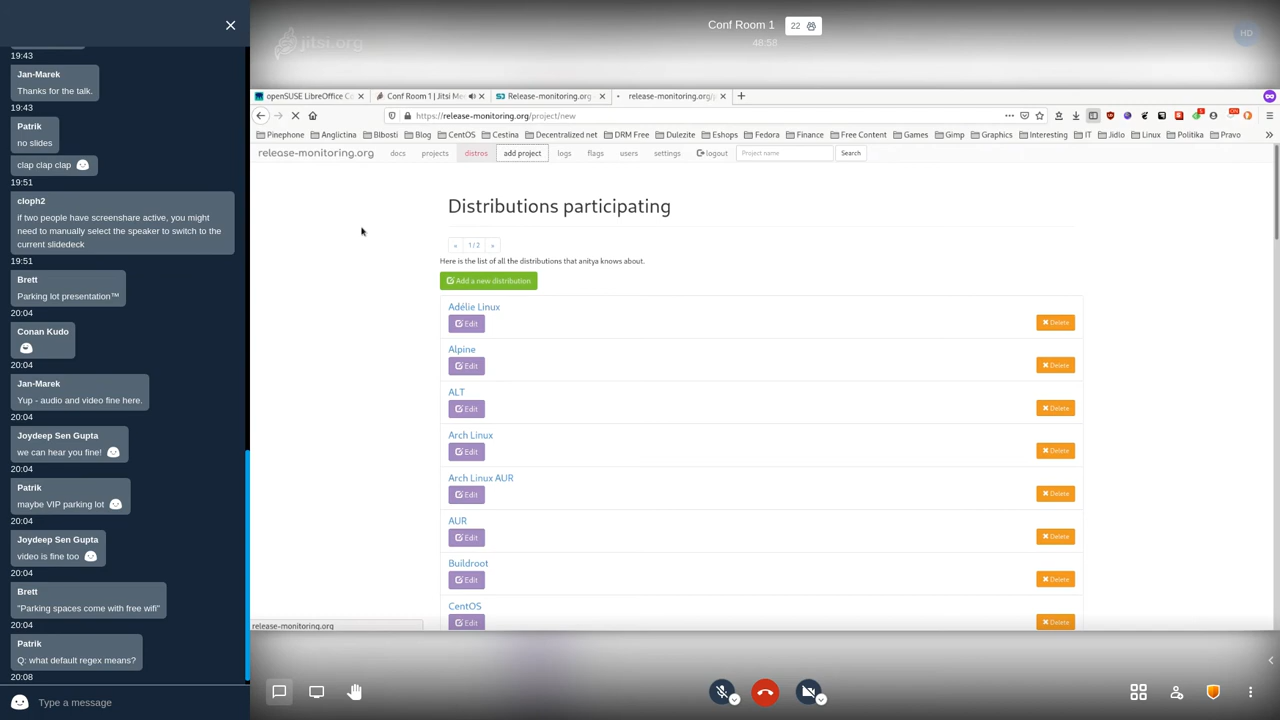 19:43
Jan-Marek
Thanks for the talk.
19:43
Patrik
no slides
clap clap clap
19:51
cloph2
if two people have screenshare active, you might
need to manually select the speaker to switch to the
current slidedeck
19:51
Brett
Parking lot presentation™
20:04
Conan Kudo
20:04
Jan-Marek
Yup - audio and video fine here.
20:04
Joydeep Sen Gupta
we can hear you fine!
20:04
Patrik
maybe VIP parking lot
20:04
Joydeep Sen Gupta
video is fine too
20:04
Brett
"Parking spaces come with free wifi"
20:04
Patrik
Q: what default regex means?
20:08
Type a message
jitsi.org
Conf Room 1
22
48:58
HD
openSUSE LibreOffice Co
Conf Room 1 | Jitsi Me
Release-monitoring.org
release-monitoring.org/p
https://release-monitoring.org/project/new
Pinephone Anglictina Bibosti Blog CentOS Cestina Decentralized net DRM Free Dulezite Eshops Fedora Finance Free Content Games Gimp Graphics Interesting IT Jidlo Linux Politika Pravo
release-monitoring.org docs projects distros add project logs flags users settings logout Project name Search
Distributions participating
« 1 / 2 »
Here is the list of all the distributions that anitya knows about.
Add a new distribution
Adélie Linux
Edit Delete
Alpine
Edit Delete
ALT
Edit Delete
Arch Linux
Edit Delete
Arch Linux AUR
Edit Delete
AUR
Edit Delete
Buildroot
Edit Delete
CentOS
Edit Delete
release-monitoring.org